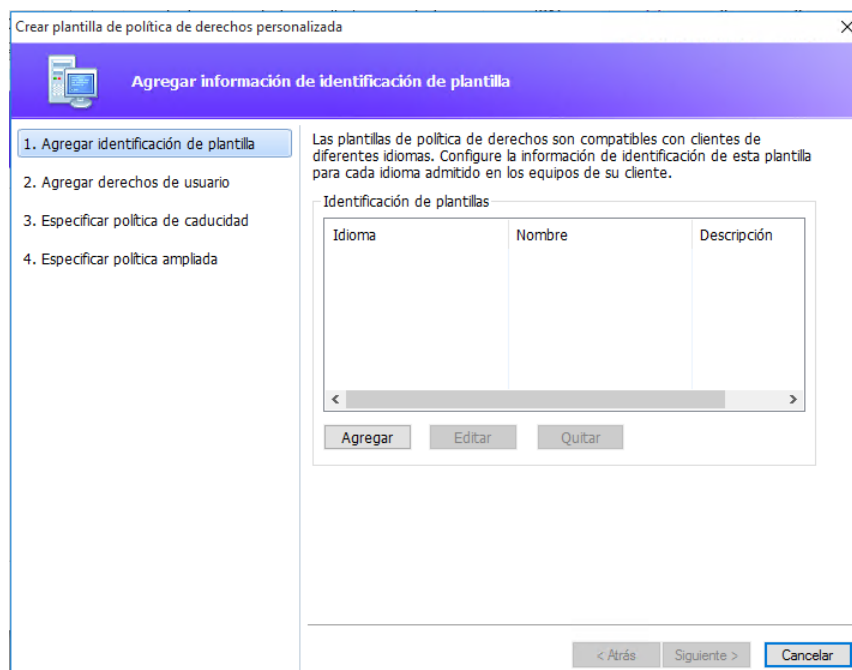 Crear plantilla de política de derechos personalizada
Agregar información de identificación de plantilla
1. Agregar identificación de plantilla
2. Agregar derechos de usuario
3. Especificar política de caducidad
4. Especificar política ampliada
Las plantillas de política de derechos son compatibles con clientes de
diferentes idiomas. Configure la información de identificación de esta plantilla
para cada idioma admitido en los equipos de su cliente.
Identificación de plantillas
Idioma Nombre Descripción
Agregar Editar Quitar
< Atrás Siguiente > Cancelar